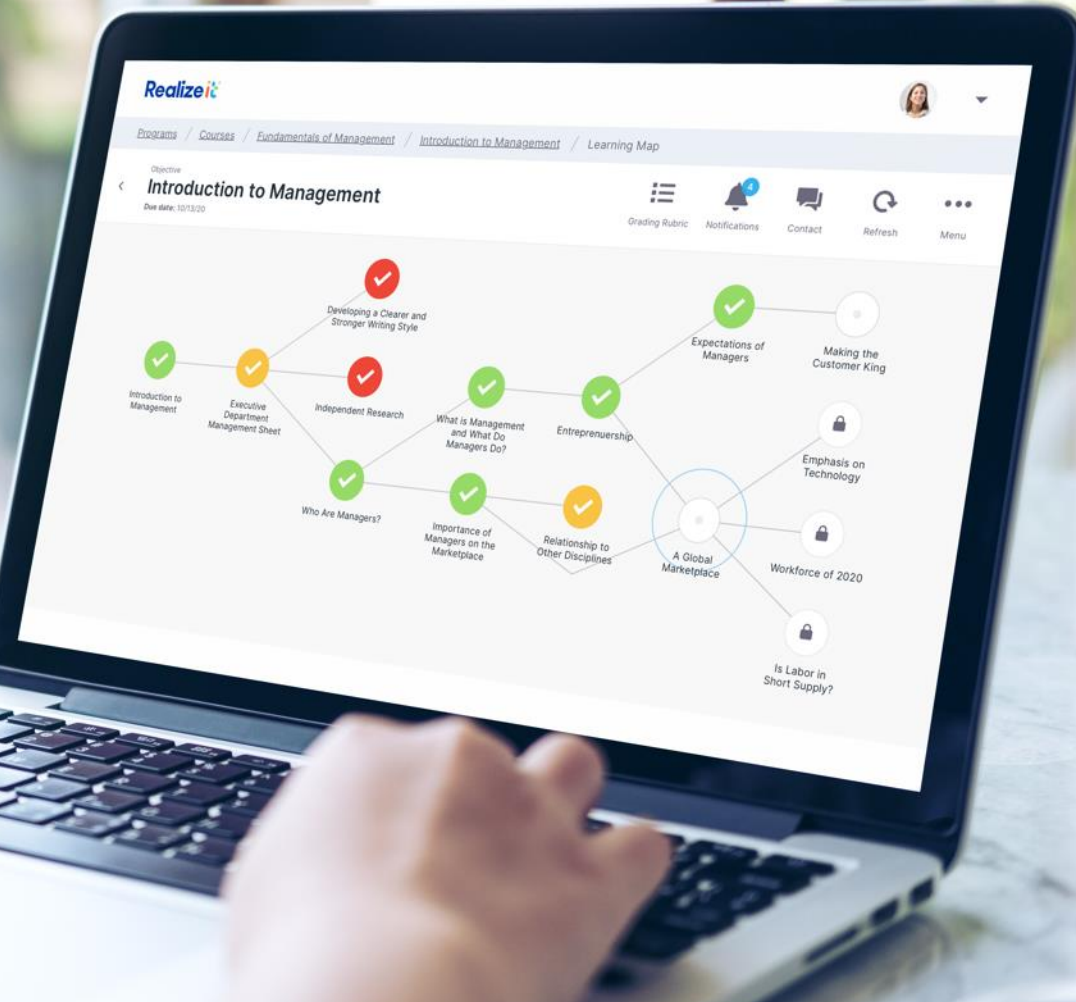 Realizeit
Programs / Courses / Fundamentals of Management / Introduction to Management / Learning Map
Objective
Introduction to Management
Due date: 10/13/20
Grading Rubric
4
Notifications
Contact
Refresh
Menu
Developing a Clearer and
Stronger Writing Style
Expectations of
Managers
Making the
Customer King
Introduction to
Management
Executive
Department
Management Sheet
Independent Research
What is Management
and What Do
Managers Do?
Entreprenuership
Emphasis on
Technology
Who Are Managers?
Importance of
Managers on the
Marketplace
Relationship to
Other Disciplines
A Global
Marketplace
Workforce of 2020
Is Labor in
Short Supply?